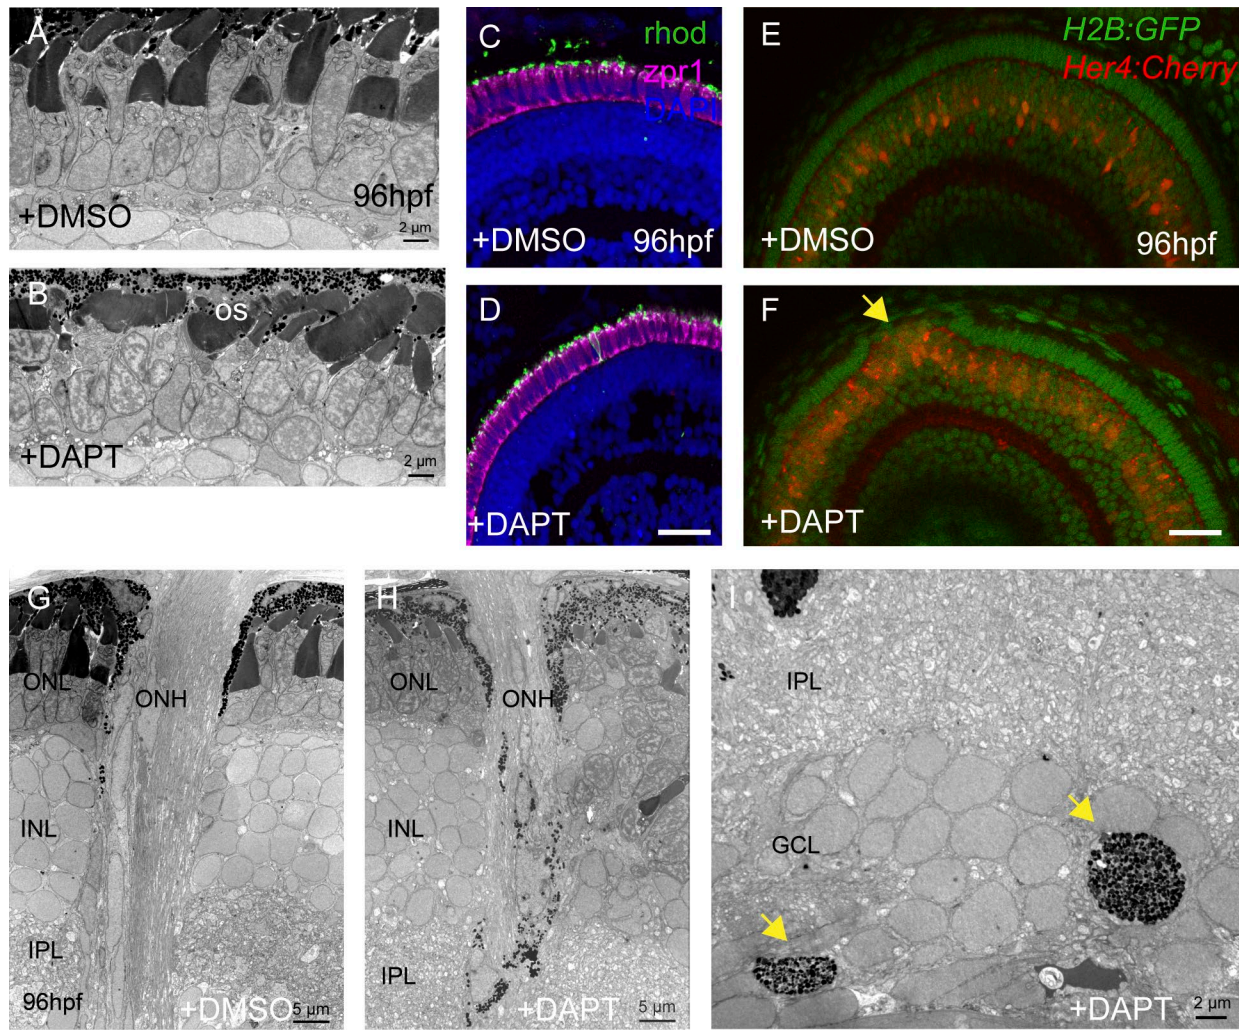 A
96hpf
+DMSO
2 µm
B
os
+DAPT
2 µm
C
rhod
zpr1
DAPI
+DMSO
96hpf
D
+DAPT
E
H2B:GFP
Her4:Cherry
+DMSO
96hpf
F
+DAPT
G
ONL
ONH
INL
IPL
96hpf
+DMSO
5 µm
H
ONL
ONH
INL
IPL
+DAPT
5 µm
I
IPL
GCL
+DAPT
2 µm